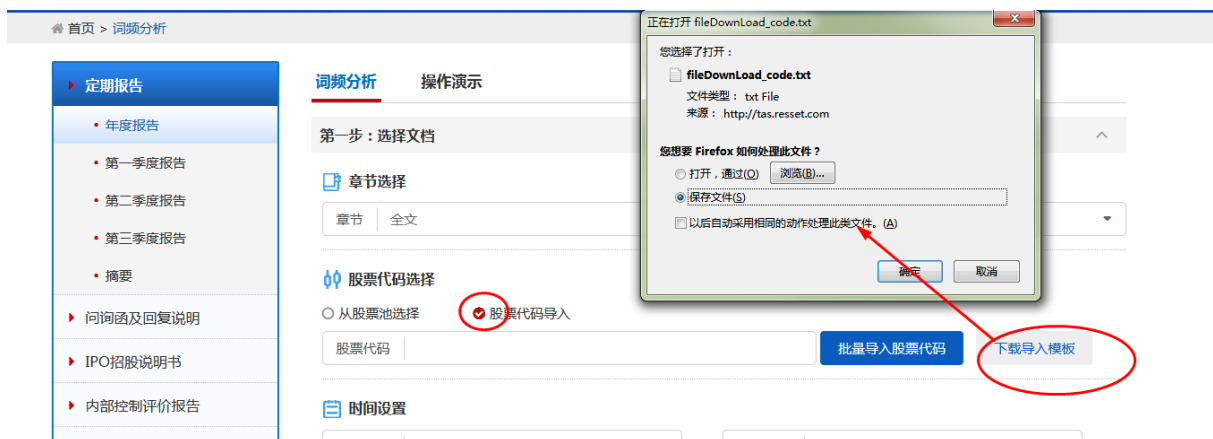 首页 > 词频分析
定期报告
年度报告
第一季度报告
第二季度报告
第三季度报告
摘要
问询函及回复说明
IPO招股说明书
内部控制评价报告
词频分析 操作演示
第一步：选择文档
章节选择
章节 全文
股票代码选择
从股票池选择 股票代码导入
股票代码 批量导入股票代码 下载导入模板
时间设置
正在打开 fileDownLoad_code.txt
您选择了打开：
fileDownLoad_code.txt
文件类型： txt File
来源： http://tas.resset.com
您想要 Firefox 如何处理此文件？
打开，通过(O) 浏览(B)...
保存文件(S)
以后自动采用相同的动作处理此类文件。(A)
确定 取消